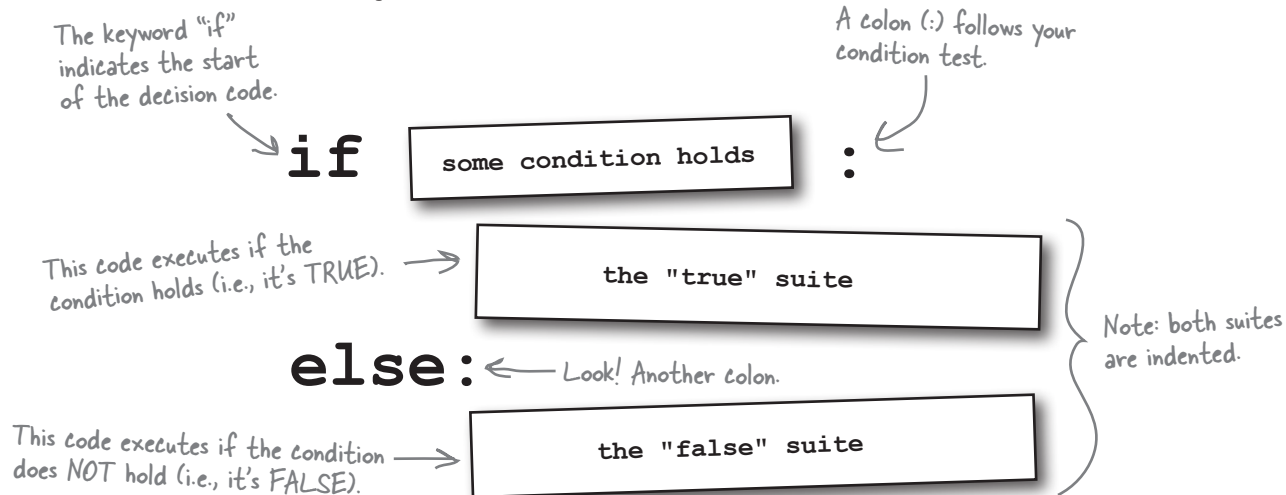 The keyword "if"
indicates the start
of the decision code.
A colon (:) follows your
condition test.
if
some condition holds
:
This code executes if the
condition holds (i.e., it's TRUE).
the "true" suite
Note: both suites
are indented.
else:
Look! Another colon.
This code executes if the condition
does NOT hold (i.e., it's FALSE).
the "false" suite